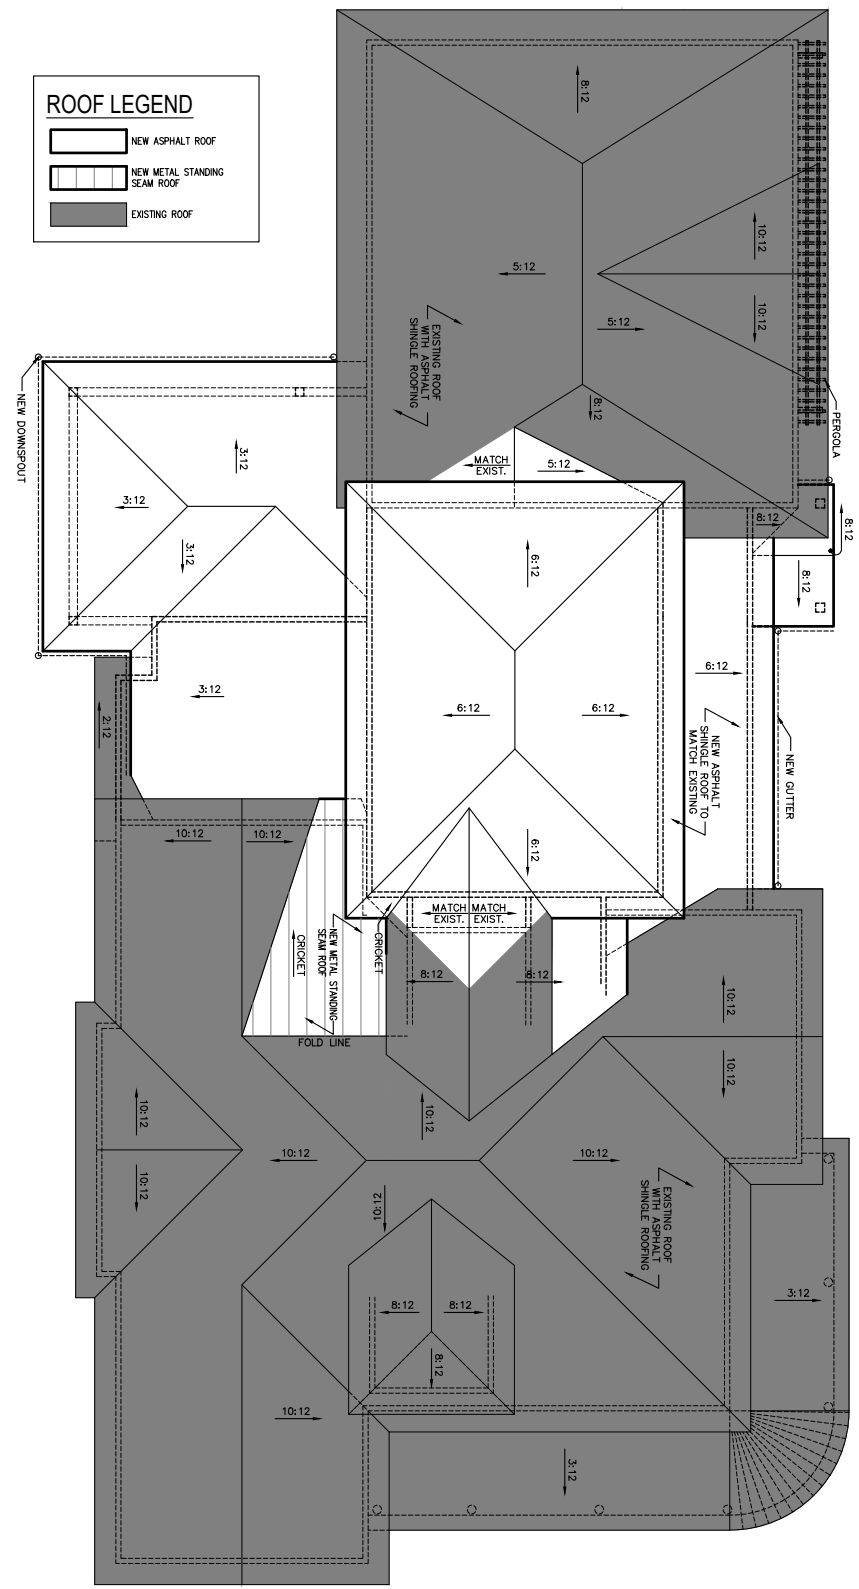 ROOF LEGEND
NEW ASPHALT ROOF
NEW METAL STANDING
SEAM ROOF
EXISTING ROOF
8:12
10:12
10:12
5:12
5:12
EXISTING ROOF
WITH ASPHALT
SHINGLE ROOFING
8:12
PERGOLA
NEW DOWNSPOUT
3:12
3:12
3:12
MATCH
EXIST.
5:12
8:12
8:12
8:12
6:12
3:12
6:12
6:12
6:12
2:12
NEW ASPHALT
SHINGLE ROOF TO
MATCH EXISTING
NEW GUTTER
10:12
10:12
6:12
MATCH
EXIST.
MATCH
EXIST.
CRICKET
NEW METAL STANDING
SEAM ROOF
CRICKET
8:12
8:12
FOLD LINE
10:12
10:12
10:12
10:12
10:12
10:12
10:12
10:12
EXISTING ROOF
WITH ASPHALT
SHINGLE ROOFING
3:12
8:12
8:12
8:12
10:12
3:12